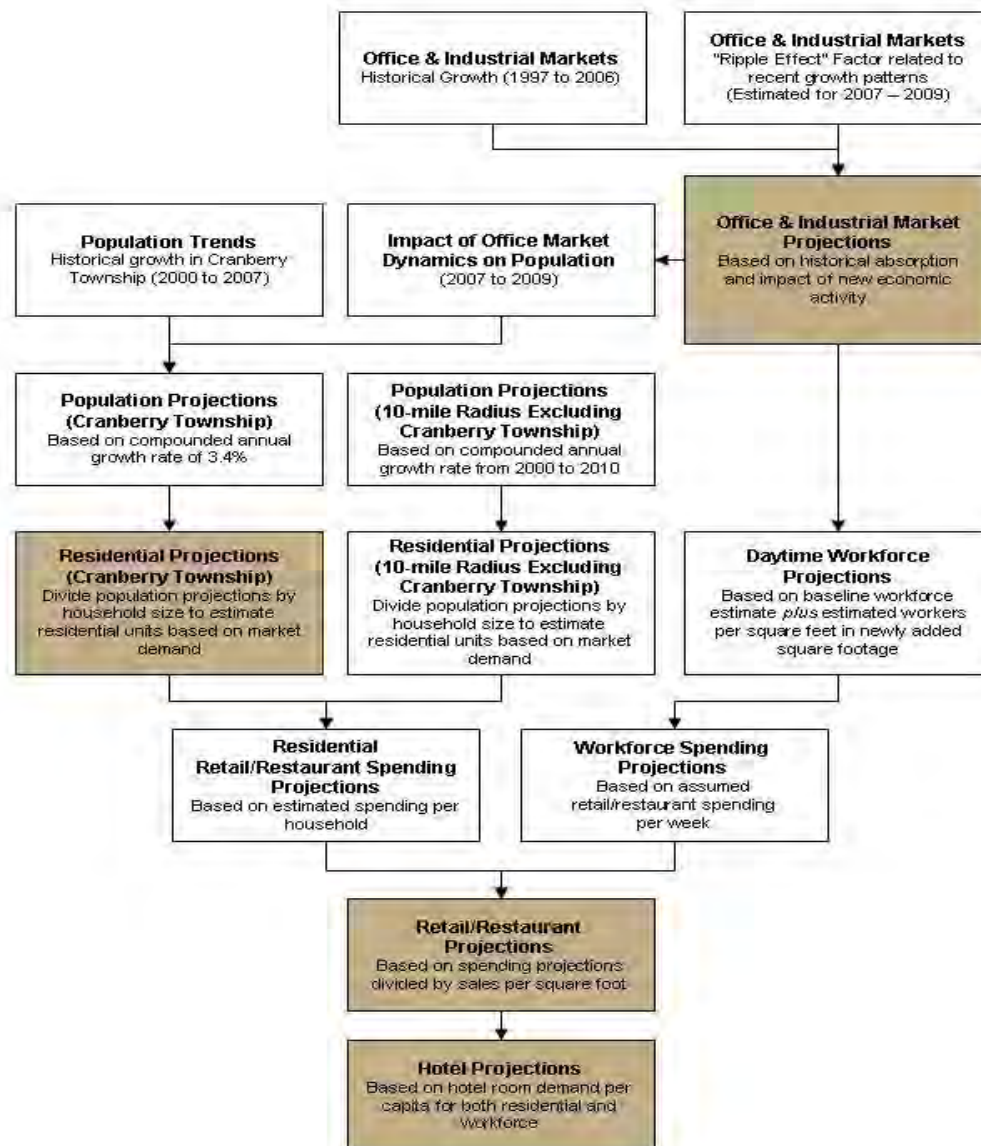 Office & Industrial Markets
Historical Growth (1997 to 2006)
Office & Industrial Markets
"Ripple Effect" Factor related to
recent growth patterns
(Estimated for 2007 – 2009)
Office & Industrial Market
Projections
Based on historical absorption
and impact of new economic
activity
Population Trends
Historical growth in Cranberry
Township (2000 to 2007)
Impact of Office Market
Dynamics on Population
(2007 to 2009)
Population Projections
(Cranberry Township)
Based on compounded annual
growth rate of 3.4%
Population Projections
(10-mile Radius Excluding
Cranberry Township)
Based on compounded annual
growth rate from 2000 to 2010
Residential Projections
(Cranberry Township)
Divide population projections by
household size to estimate
residential units based on market
demand
Residential Projections
(10-mile Radius Excluding
Cranberry Township)
Divide population projections by
household size to estimate
residential units based on market
demand
Daytime Workforce
Projections
Based on baseline workforce
estimate plus estimated workers
per square feet in newly added
square footage
Residential
Retail/Restaurant Spending
Projections
Based on estimated spending per
household
Workforce Spending
Projections
Based on assumed
retail/restaurant spending
per week
Retail/Restaurant
Projections
Based on spending projections
divided by sales per square foot
Hotel Projections
Based on hotel room demand per
capita for both residential and
workforce